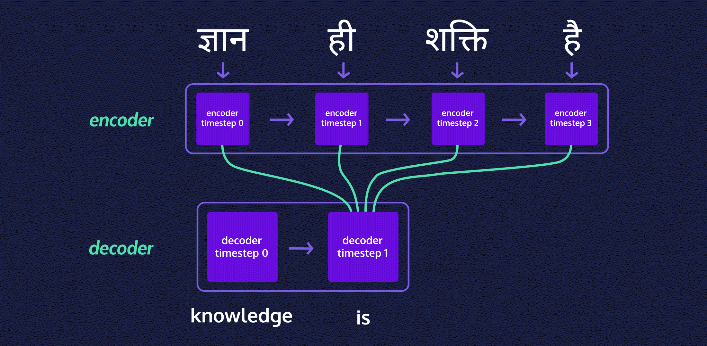 ज्ञान ही शक्ति है
encoder
encoder
timestep 0
encoder
timestep 1
encoder
timestep 2
encoder
timestep 3
decoder
decoder
timestep 0
decoder
timestep 1
knowledge is